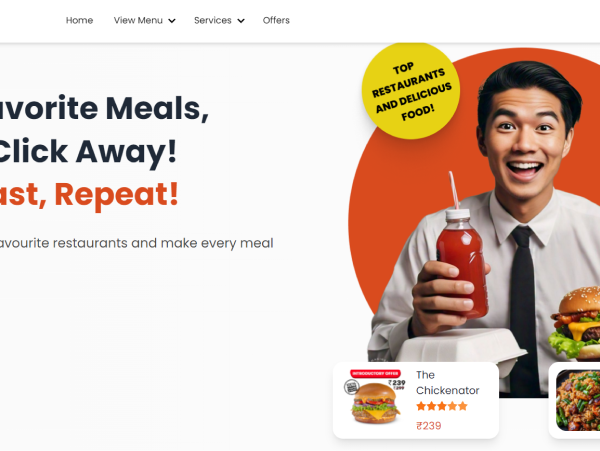 Home View Menu Services Offers
avorite Meals,
Click Away!
ast, Repeat!
avourite restaurants and make every meal
TOP
RESTAURANTS
AND DELICIOUS
FOOD!
INTRODUCTORY OFFER
₹239
The
Chickenator
₹239